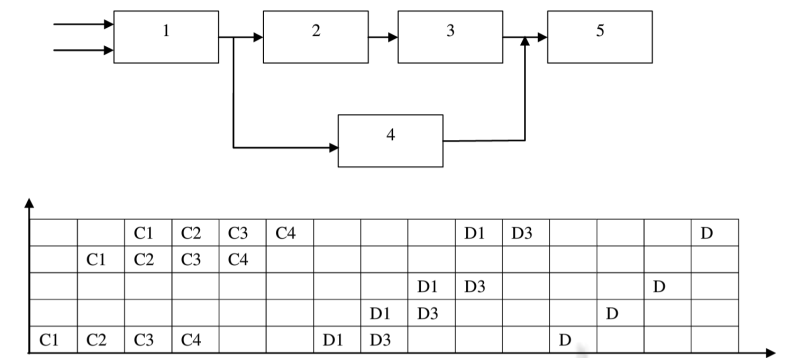 1 2 3 5
4
C1 C2 C3 C4 D1 D3 D
C1 C2 C3 C4
D1 D3 D
D1 D3 D
C1 C2 C3 C4 D1 D3 D